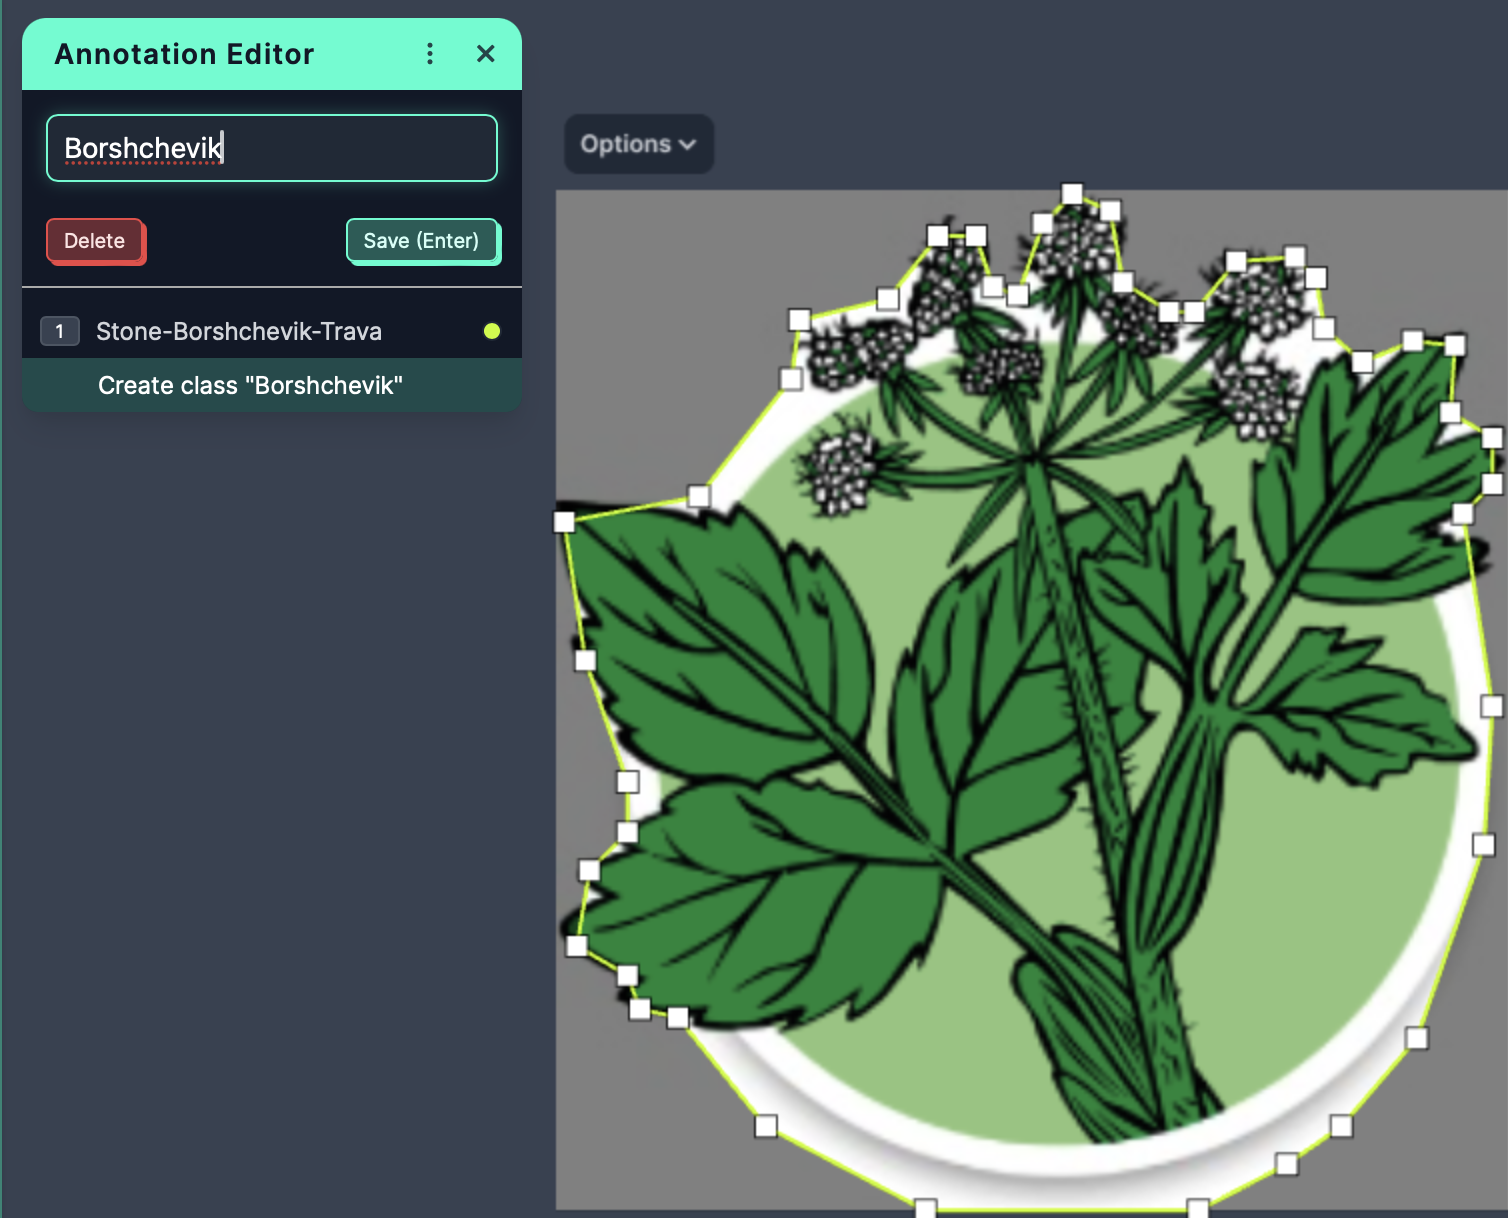 Annotation Editor
Borshchevik
Options
Delete
Save (Enter)
1 Stone-Borshchevik-Trava
Create class "Borshchevik"